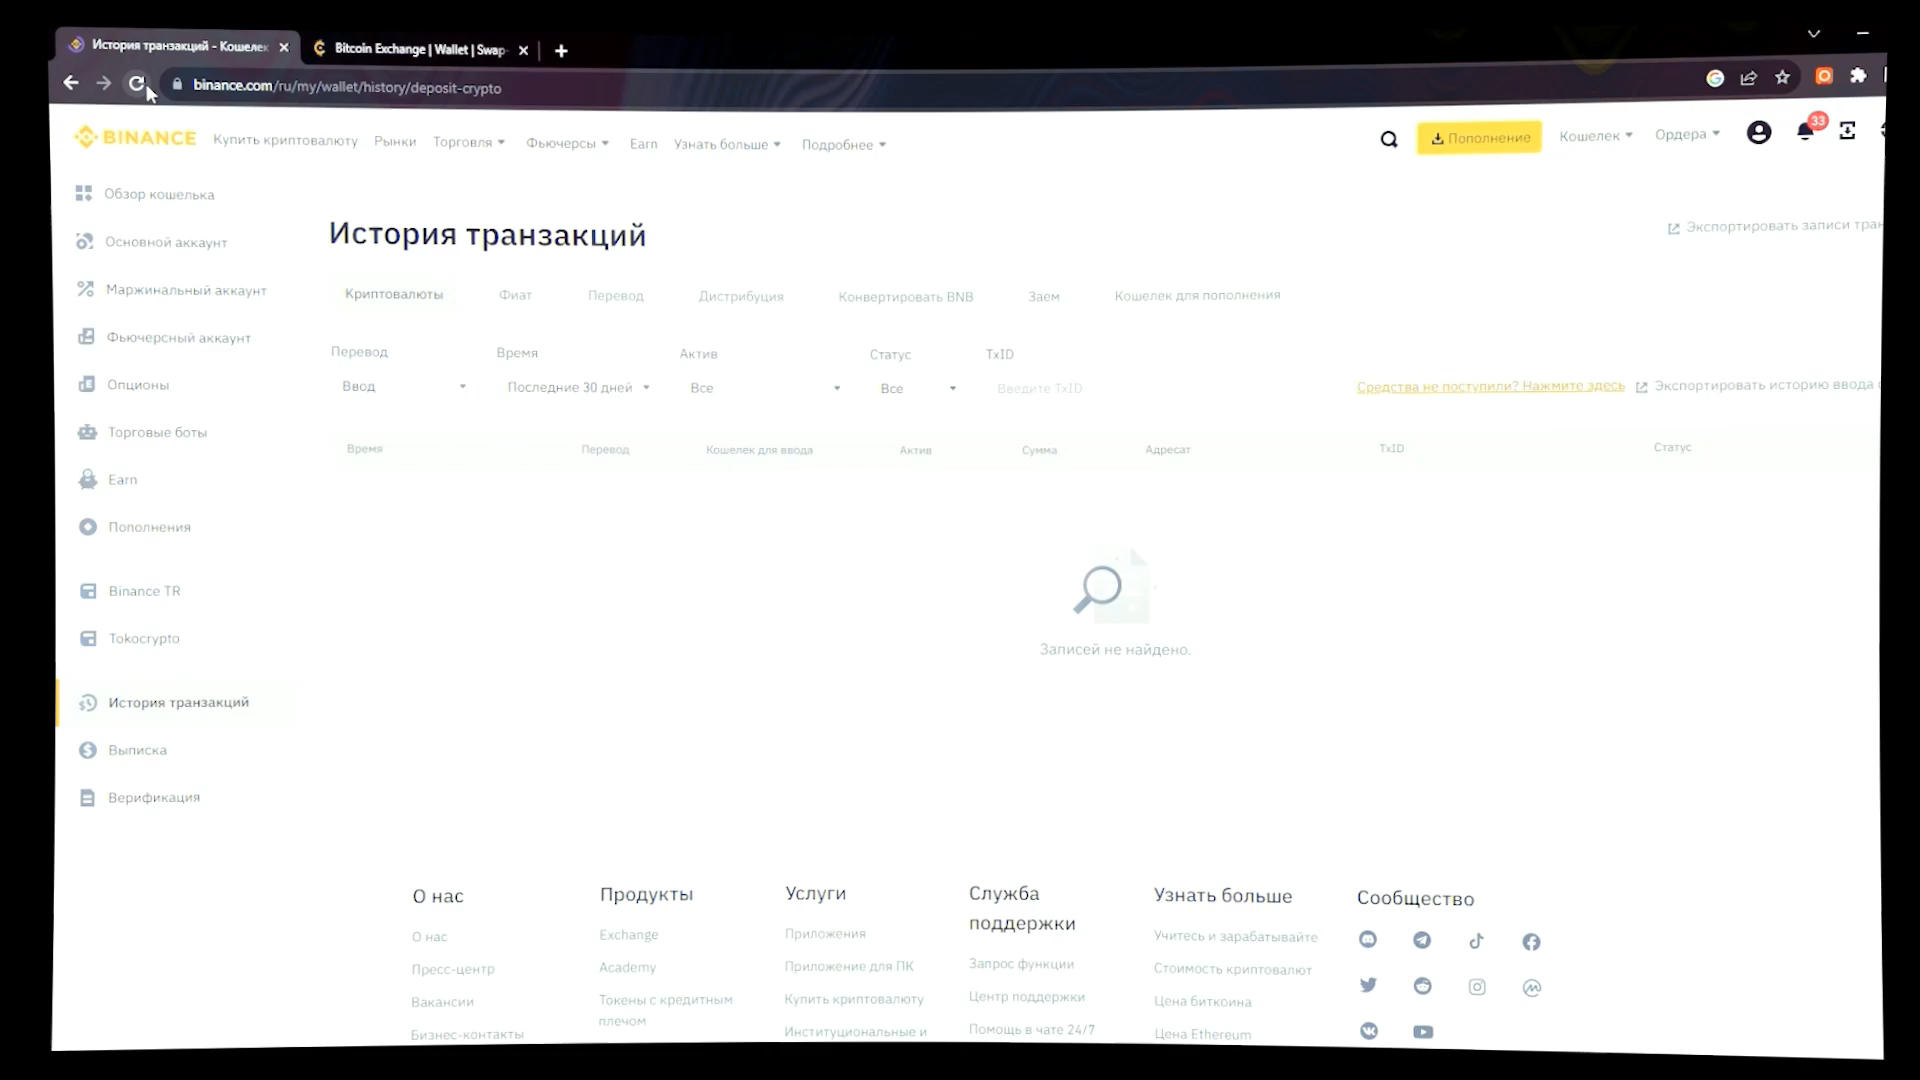 История транзакций - Кошелек
Bitcoin Exchange | Wallet | Swap
binance.com/ru/my/wallet/history/deposit-crypto
BINANCE
Купить криптовалюту
Рынки
Торговля
Фьючерсы
Earn
Узнать больше
Подробнее
Пополнение
Кошелек
Ордера
33
Обзор кошелька
Основной аккаунт
Маржинальный аккаунт
Фьючерсный аккаунт
Опционы
Торговые боты
Earn
Пополнения
Binance TR
Tokocrypto
История транзакций
Выписка
Верификация
История транзакций
Экспортировать записи тран
Криптовалюты
Фиат
Перевод
Дистрибуция
Конвертировать BNB
Заем
Кошелек для пополнения
Перевод
Время
Актив
Статус
TxID
Ввод
Последние 30 дней
Все
Все
Введите TxID
Средства не поступили? Нажмите здесь
Экспортировать историю ввода
Время
Перевод
Кошелек для ввода
Актив
Сумма
Адресат
TxID
Статус
Записей не найдено.
О нас
О нас
Пресс-центр
Вакансии
Бизнес-контакты
Продукты
Exchange
Academy
Токены с кредитным
плечом
Услуги
Приложения
Приложение для ПК
Купить криптовалюту
Институциональные и
Служба
поддержки
Запрос функции
Центр поддержки
Помощь в чате 24/7
Узнать больше
Учитесь и зарабатывайте
Стоимость криптовалют
Цена биткоина
Цена Ethereum
Сообщество